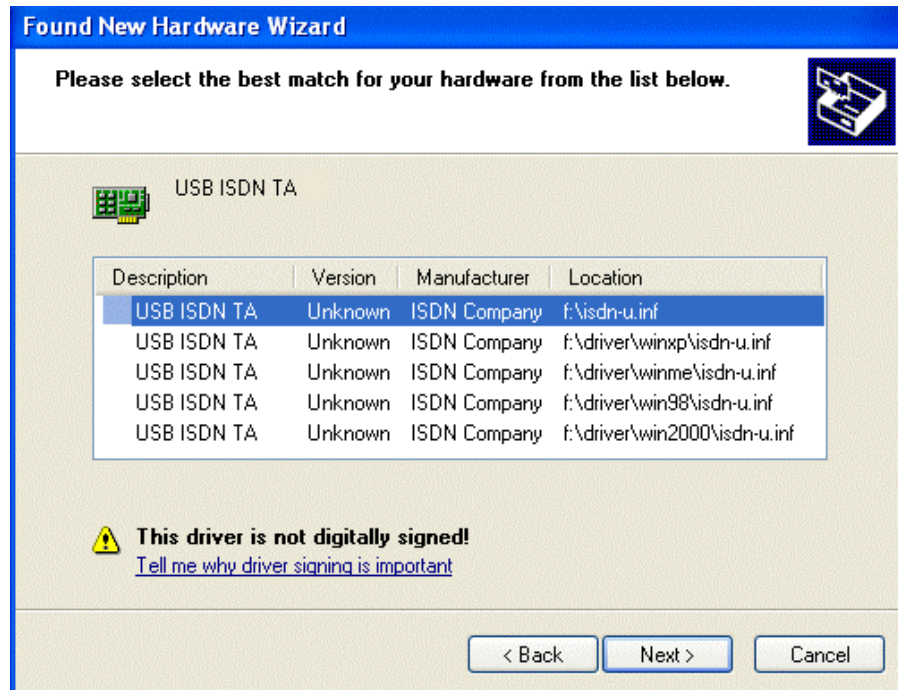 Found New Hardware Wizard
Please select the best match for your hardware from the list below.
USB ISDN TA
Description Version Manufacturer Location
USB ISDN TA Unknown ISDN Company f:\isdn-u.inf
USB ISDN TA Unknown ISDN Company f:\driver\winxp\isdn-u.inf
USB ISDN TA Unknown ISDN Company f:\driver\winme\isdn-u.inf
USB ISDN TA Unknown ISDN Company f:\driver\win98\isdn-u.inf
USB ISDN TA Unknown ISDN Company f:\driver\win2000\isdn-u.inf
This driver is not digitally signed!
Tell me why driver signing is important
< Back Next > Cancel